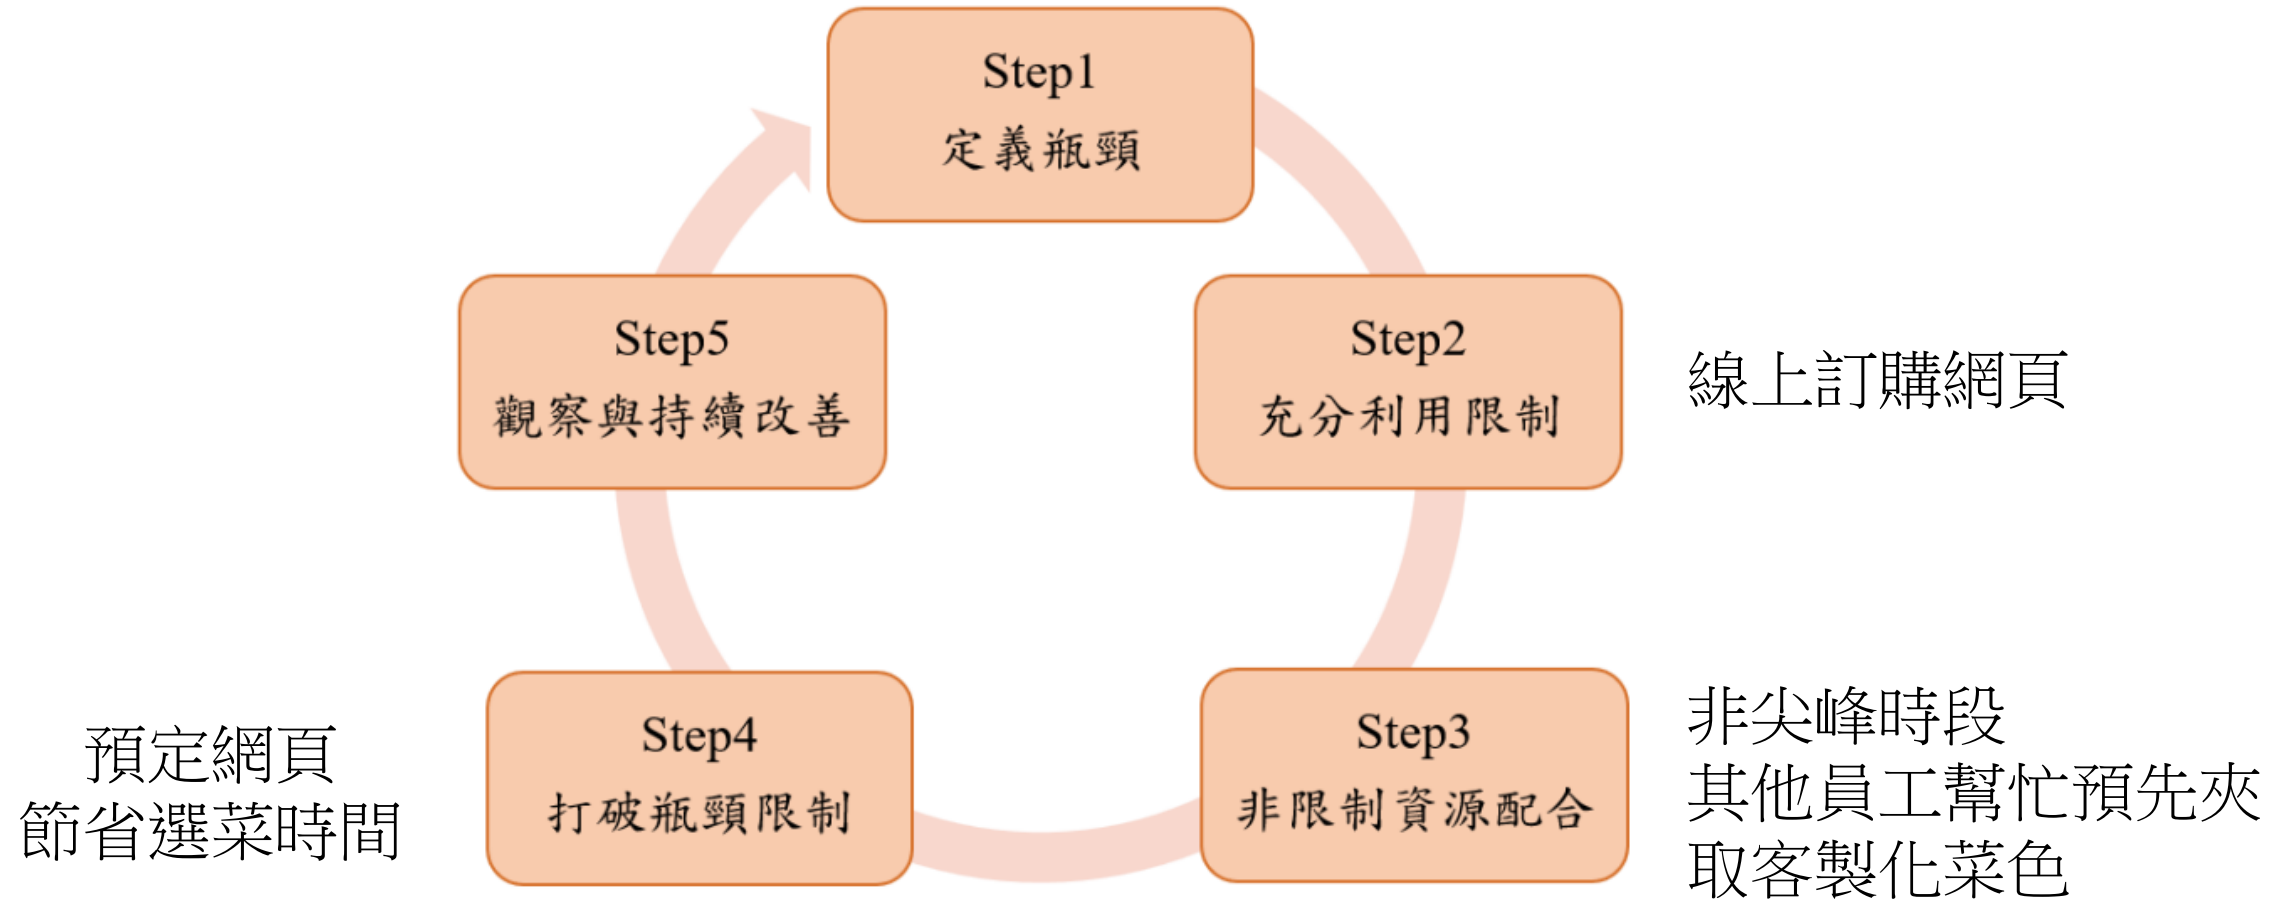 Step1
定義瓶頸
Step2
充分利用限制
線上訂購網頁
Step3
非限制資源配合
非尖峰時段
其他員工幫忙預先夾
取客製化菜色
Step4
打破瓶頸限制
預定網頁
節省選菜時間
Step5
觀察與持續改善